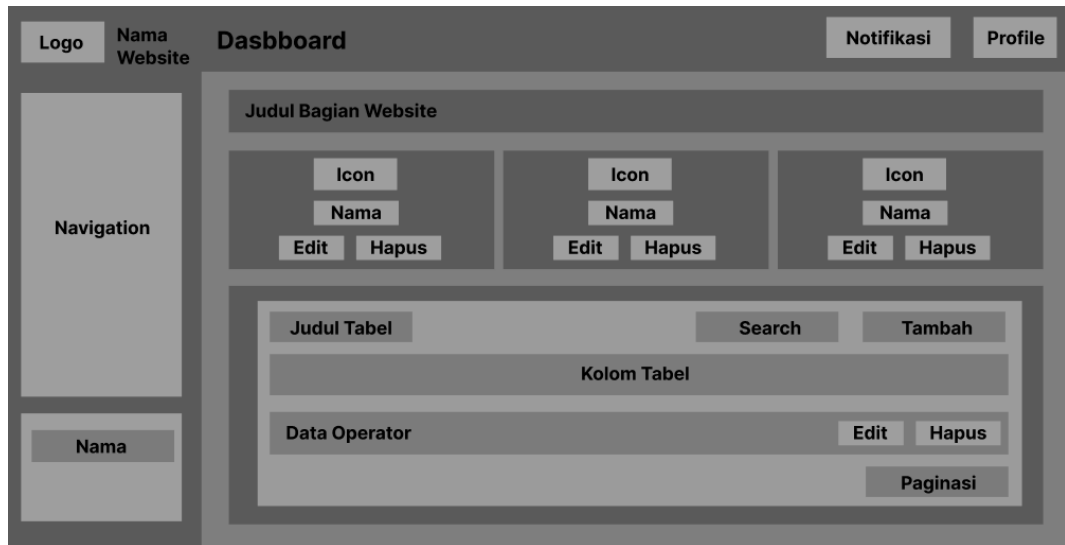 Logo
Nama
Website
Dasbboard
Notifikasi
Profile
Navigation
Nama
Judul Bagian Website
Icon
Nama
Edit Hapus
Icon
Nama
Edit Hapus
Icon
Nama
Edit Hapus
Judul Tabel
Search
Tambah
Kolom Tabel
Data Operator
Edit Hapus
Paginasi